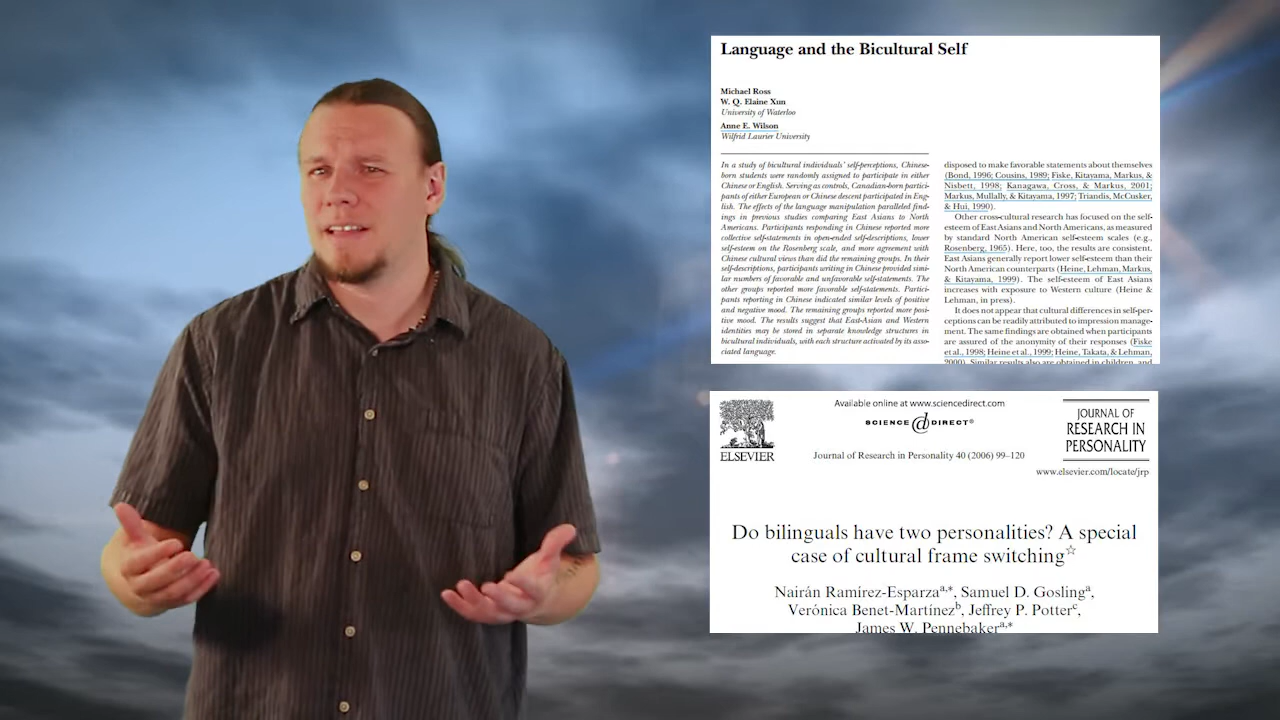 Language and the Bicultural Self
Michael Ross
W. Q. Elaine Xun
University of Waterloo
Anne E. Wilson
Wilfrid Laurier University
In a study of bicultural individuals' self-perceptions, Chinese-
born students were randomly assigned to participate in either
Chinese or English. Serving as controls, Canadian-born partici-
pants of either European or Chinese descent participated in Eng-
lish. The effects of the language manipulation paralleled find-
ings in previous studies comparing East Asians to North
Americans. Participants responding in Chinese reported more
collective self-statements in open-ended self-descriptions, lower
self-esteem on the Rosenberg scale, and more agreement with
Chinese cultural views than did the remaining groups. In their
self-descriptions, participants writing in Chinese provided simi-
lar numbers of favorable and unfavorable self-statements. The
other groups reported more favorable self-statements. Partici-
pants reporting in Chinese indicated similar levels of positive
and negative mood. The remaining groups reported more posi-
tive mood. The results suggest that East-Asian and Western
identities may be stored in separate knowledge structures in
bicultural individuals, with each structure activated by its asso-
ciated language.
disposed to make favorable statements about themselves
(Bond, 1996; Cousins, 1989; Fiske, Kitayama, Markus, &
Nisbett, 1998; Kanagawa, Cross, & Markus, 2001;
Markus, Mullally, & Kitayama, 1997; Triandis, McCusker,
& Hui, 1990).
Other cross-cultural research has focused on the self-
esteem of East Asians and North Americans, as measured
by standard North American self-esteem scales (e.g.,
Rosenberg, 1965). Here, too, the results are consistent.
East Asians generally report lower self-esteem than their
North American counterparts (Heine, Lehman, Markus,
& Kitayama, 1999). The self-esteem of East Asians
increases with exposure to Western culture (Heine &
Lehman, in press).
It does not appear that cultural differences in self-per-
ceptions can be readily attributed to impression manage-
ment. The same findings are obtained when participants
are assured of the anonymity of their responses (Fiske
et al., 1998; Heine et al., 1999; Heine, Takata, & Lehman,
2000). Similar results also are obtained in children, and
ELSEVIER
Available online at www.sciencedirect.com
SCIENCE @ DIRECT®
Journal of Research in Personality 40 (2006) 99–120
JOURNAL OF
RESEARCH IN
PERSONALITY
www.elsevier.com/locate/jrp
Do bilinguals have two personalities? A special
case of cultural frame switching☆
Nairán Ramírez-Esparzaa,*, Samuel D. Goslinga,
Verónica Benet-Martínezb, Jeffrey P. Potterc,
James W. Pennebakera,*